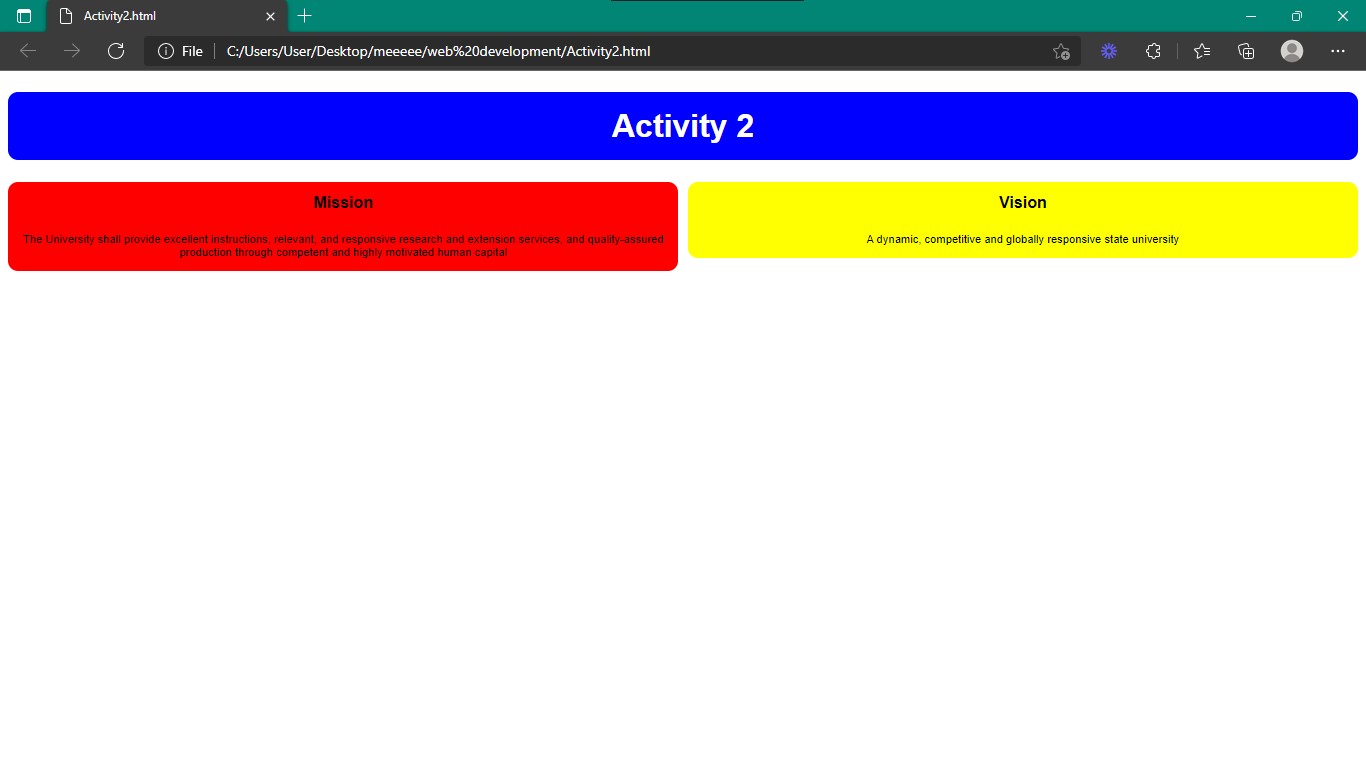 Activity2.html
File
C:/Users/User/Desktop/meeeee/web%20development/Activity2.html
Activity 2
Mission
The University shall provide excellent instructions, relevant, and responsive research and extension services, and quality-assured
production through competent and highly motivated human capital
Vision
A dynamic, competitive and globally responsive state university